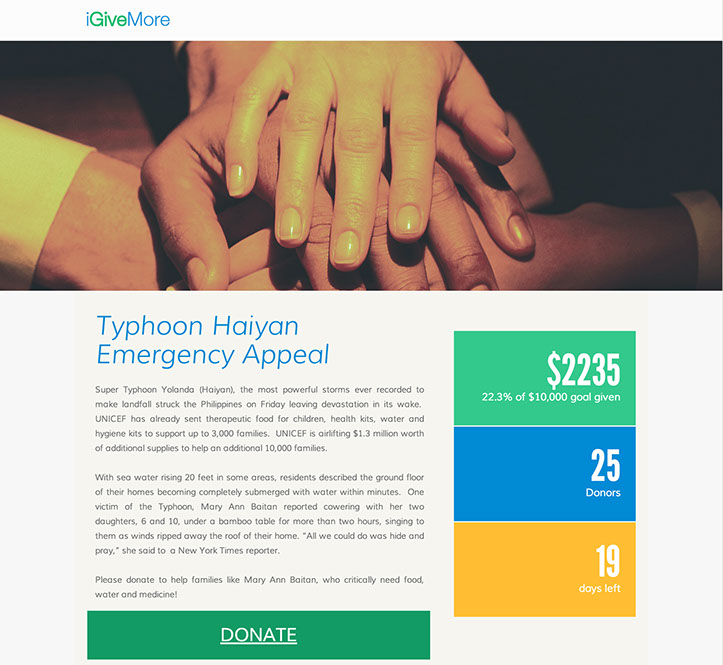 iGiveMore
Typhoon Haiyan
Emergency Appeal
Super Typhoon Yolanda (Haiyan), the most powerful storms ever recorded to
make landfall struck the Philippines on Friday leaving devastation in its wake.
UNICEF has already sent therapeutic food for children, health kits, water and
hygiene kits to support up to 3,000 families. UNICEF is airlifting $1.3 million worth
of additional supplies to help an additional 10,000 families.
With sea water rising 20 feet in some areas, residents described the ground floor
of their homes becoming completely submerged with water within minutes. One
victim of the Typhoon, Mary Ann Baitan reported cowering with her two
daughters, 6 and 10, under a bamboo table for more than two hours, singing to
them as winds ripped away the roof of their home. "All we could do was hide and
pray," she said to a New York Times reporter.
Please donate to help families like Mary Ann Baitan, who critically need food,
water and medicine!
DONATE
$2235
22.3% of $10,000 goal given
25
Donors
19
days left